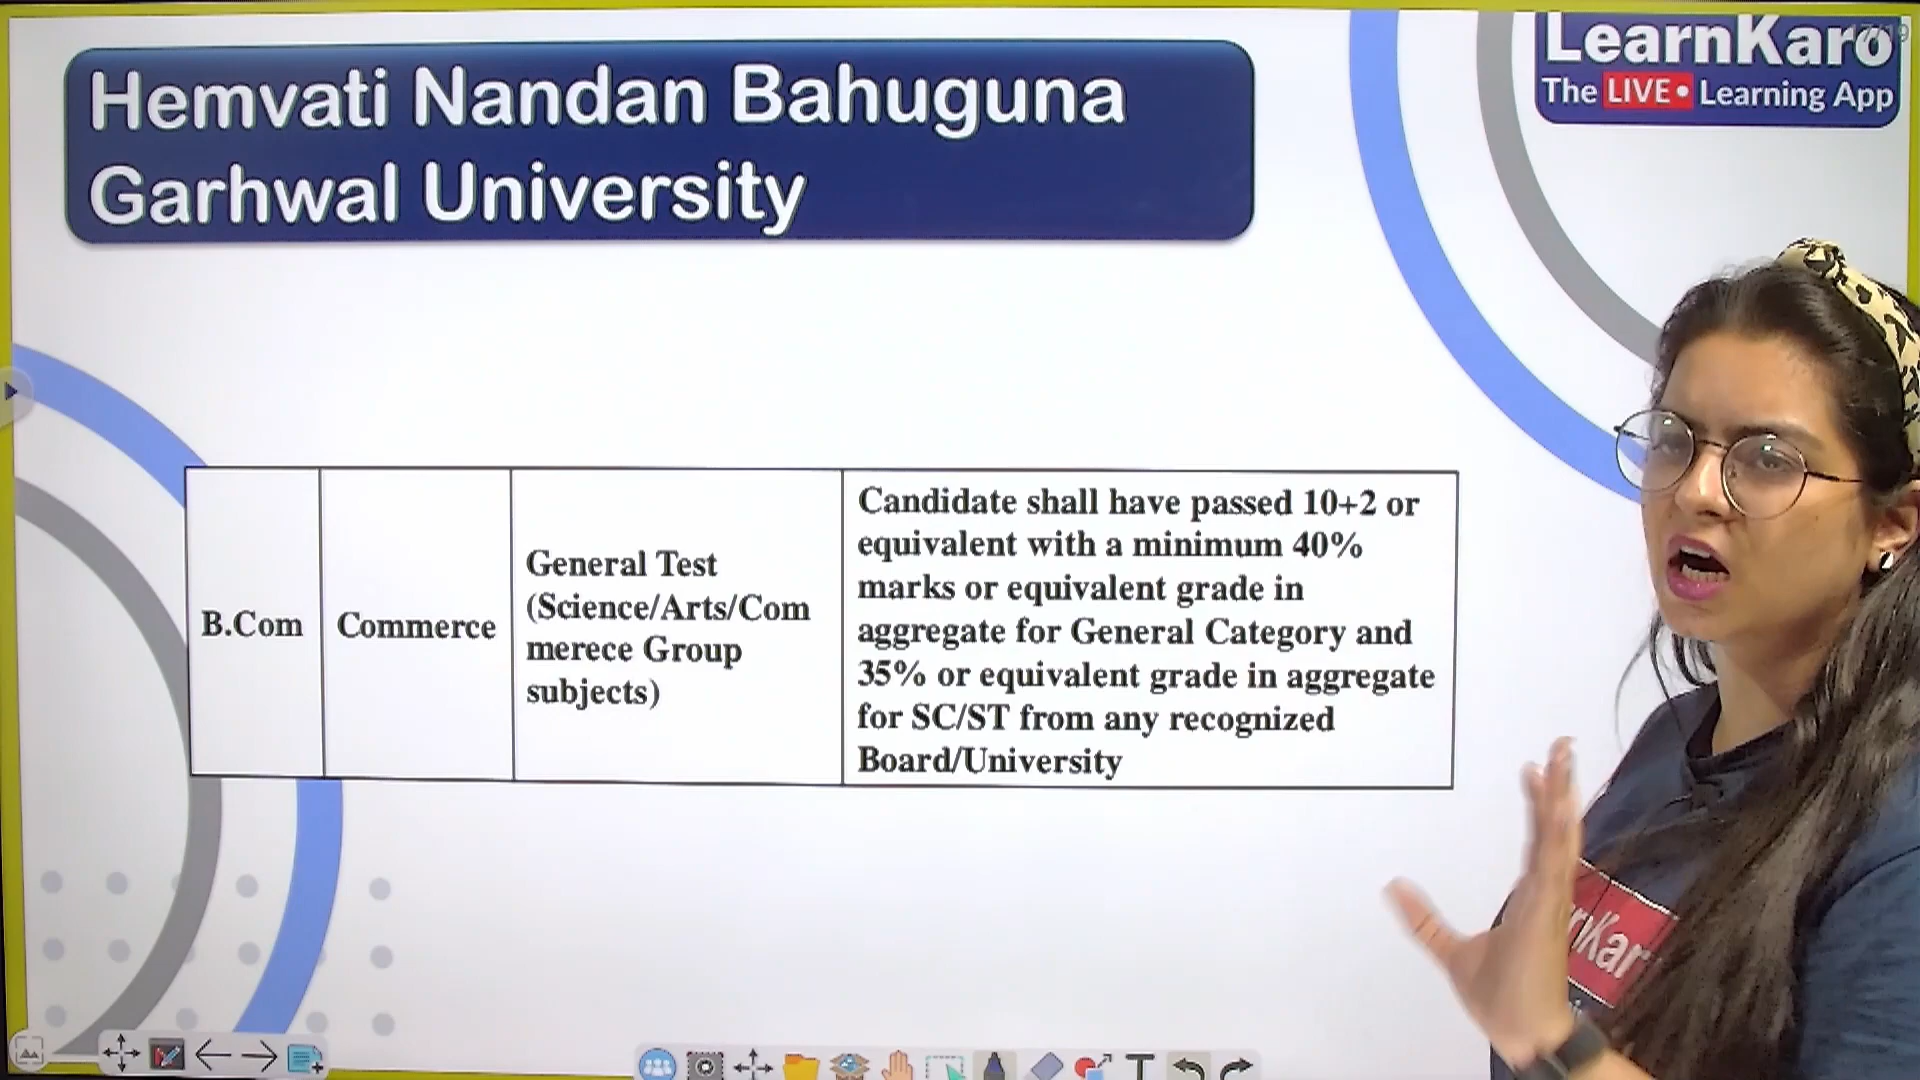 Hemvati Nandan Bahuguna
Garhwal University
LearnKaro
The LIVE• Learning App
B.Com
Commerce
General Test
(Science/Arts/Com
merece Group
subjects)
Candidate shall have passed 10+2 or
equivalent with a minimum 40%
marks or equivalent grade in
aggregate for General Category and
35% or equivalent grade in aggregate
for SC/ST from any recognized
Board/University
rnKar